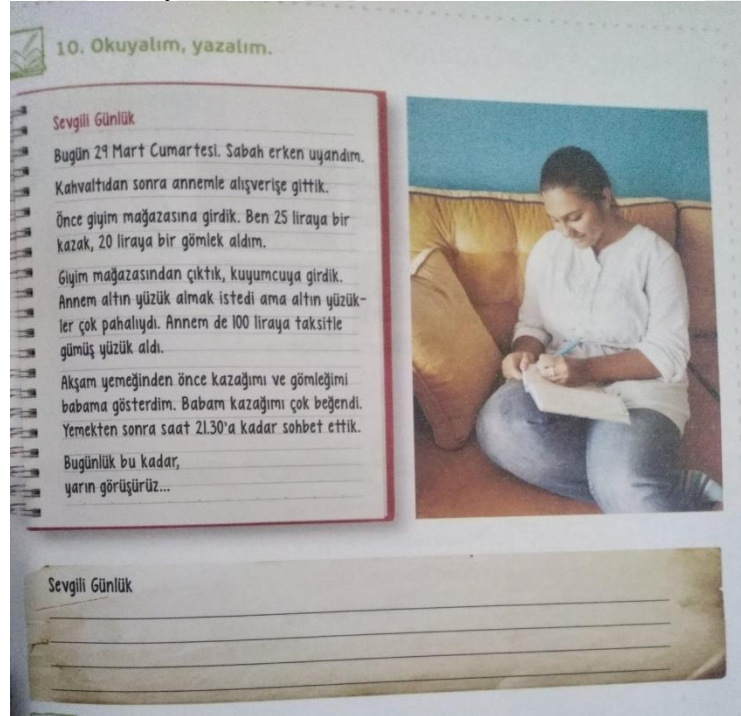 10. Okuyalım, yazalım.
Sevgili Günlük
Bugün 29 Mart Cumartesi. Sabah erken uyandım.
Kahvaltıdan sonra annemle alışverişe gittik.
Önce giyim mağazasına girdik. Ben 25 liraya bir
kazak, 20 liraya bir gömlek aldım.
Giyim mağazasından çıktık, kuyumcuya girdik.
Annem altın yüzük almak istedi ama altın yüzük-
ler çok pahalıydı. Annem de 100 liraya taksitle
gümüş yüzük aldı.
Akşam yemeğinden önce kazağımı ve gömleğimi
babama gösterdim. Babam kazağımı çok beğendi.
Yemekten sonra saat 21.30'a kadar sohbet ettik.
Bugünlük bu kadar,
yarın görüşürüz...
Sevgili Günlük